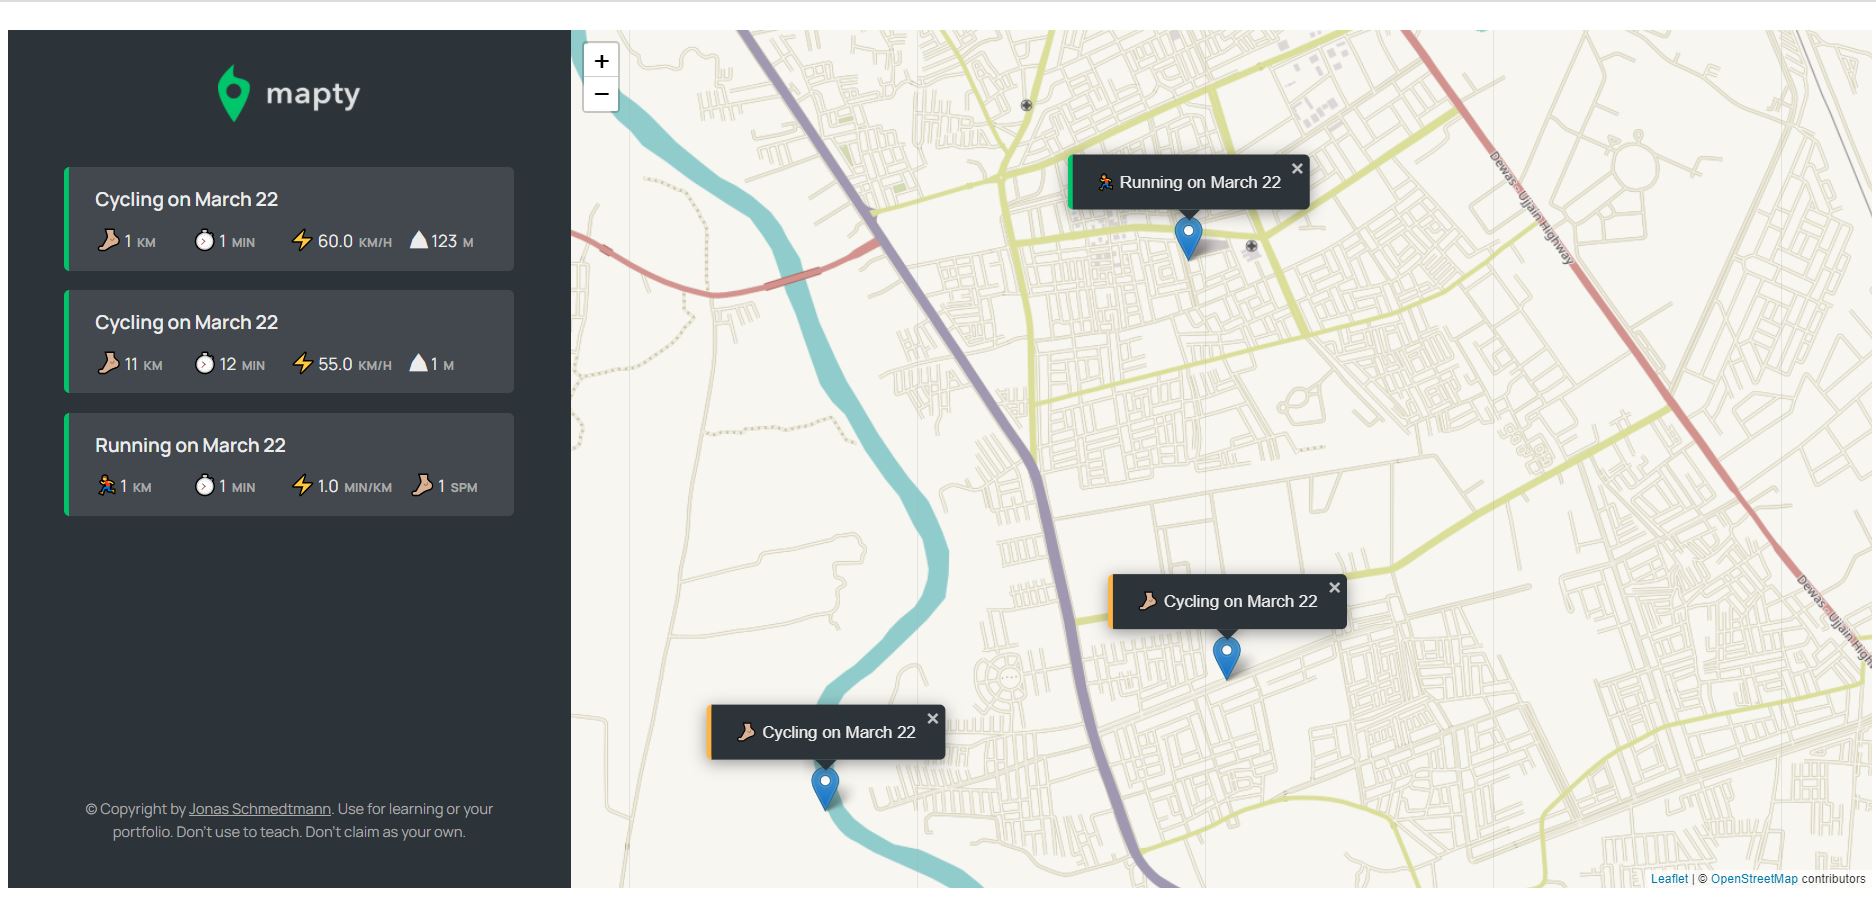 mapty
Cycling on March 22
1 KM 1 MIN 60.0 KM/H 123 M
Cycling on March 22
11 KM 12 MIN 55.0 KM/H 1 M
Running on March 22
1 KM 1 MIN 1.0 MIN/KM 1 SPM
© Copyright by Jonas Schmedtmann. Use for learning or your
portfolio. Don't use to teach. Don't claim as your own.
+
−
Running on March 22 ×
Dewas - Ujjain Highway
Cycling on March 22 ×
Dewas - Ujjain High
Cycling on March 22 ×
Leaflet | © OpenStreetMap contributors